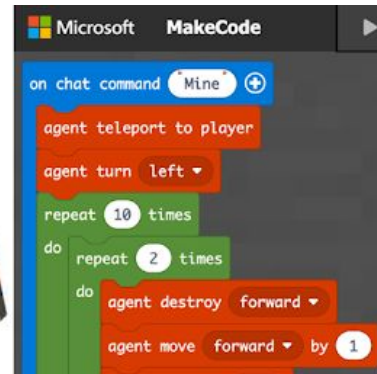 Microsoft MakeCode
on chat command "Mine"
agent teleport to player
agent turn left
repeat 10 times
do repeat 2 times
do agent destroy forward
agent move forward by 1